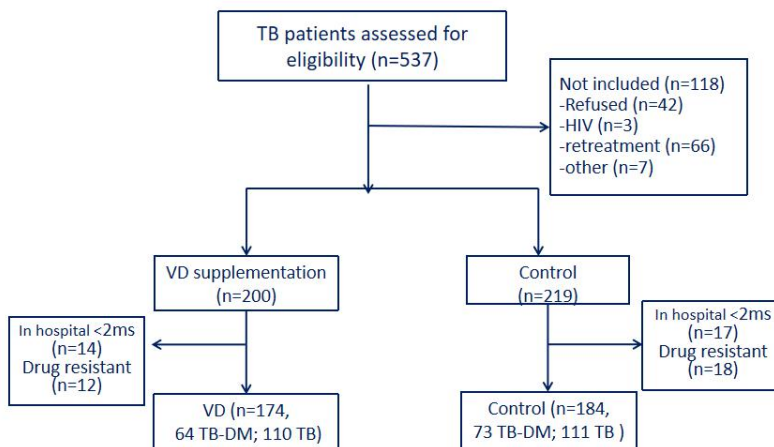 TB patients assessed for
eligibility (n=537)
Not included (n=118)
-Refused (n=42)
-HIV (n=3)
-retreatment (n=66)
-other (n=7)
VD supplementation
(n=200)
Control
(n=219)
In hospital <2ms
(n=14)
Drug resistant
(n=12)
In hospital <2ms
(n=17)
Drug resistant
(n=18)
VD (n=174,
64 TB-DM; 110 TB)
Control (n=184,
73 TB-DM; 111 TB )